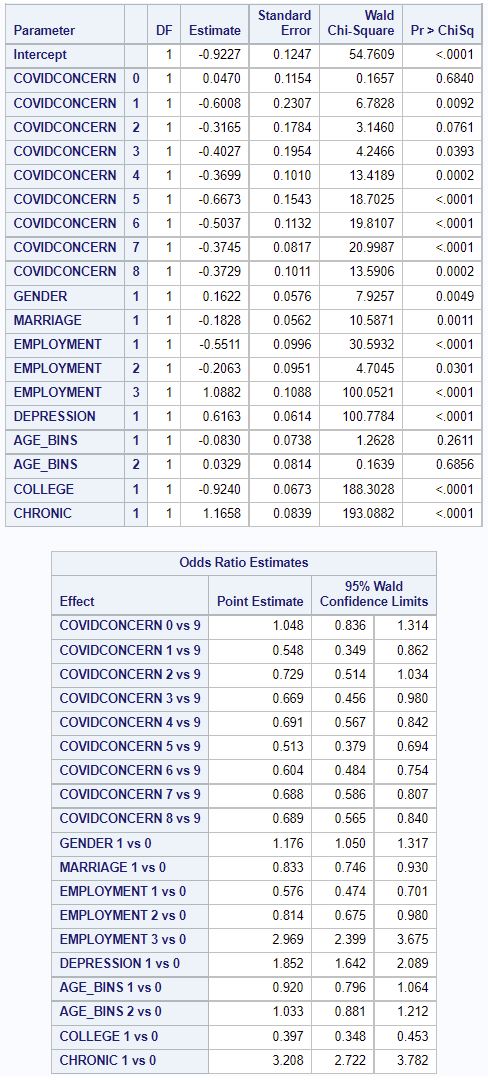 Parameter DF Estimate Standard Error Wald Chi-Square Pr > ChiSq
Intercept 1 -0.9227 0.1247 54.7609 <.0001
COVIDCONCERN 0 1 0.0470 0.1154 0.1657 0.6840
COVIDCONCERN 1 1 -0.6008 0.2307 6.7828 0.0092
COVIDCONCERN 2 1 -0.3165 0.1784 3.1460 0.0761
COVIDCONCERN 3 1 -0.4027 0.1954 4.2466 0.0393
COVIDCONCERN 4 1 -0.3699 0.1010 13.4189 0.0002
COVIDCONCERN 5 1 -0.6673 0.1543 18.7025 <.0001
COVIDCONCERN 6 1 -0.5037 0.1132 19.8107 <.0001
COVIDCONCERN 7 1 -0.3745 0.0817 20.9987 <.0001
COVIDCONCERN 8 1 -0.3729 0.1011 13.5906 0.0002
GENDER 1 1 0.1622 0.0576 7.9257 0.0049
MARRIAGE 1 1 -0.1828 0.0562 10.5871 0.0011
EMPLOYMENT 1 1 -0.5511 0.0996 30.5932 <.0001
EMPLOYMENT 2 1 -0.2063 0.0951 4.7045 0.0301
EMPLOYMENT 3 1 1.0882 0.1088 100.0521 <.0001
DEPRESSION 1 1 0.6163 0.0614 100.7784 <.0001
AGE_BINS 1 1 -0.0830 0.0738 1.2628 0.2611
AGE_BINS 2 1 0.0329 0.0814 0.1639 0.6856
COLLEGE 1 1 -0.9240 0.0673 188.3028 <.0001
CHRONIC 1 1 1.1658 0.0839 193.0882 <.0001
Odds Ratio Estimates
Effect Point Estimate 95% Wald Confidence Limits
COVIDCONCERN 0 vs 9 1.048 0.836 1.314
COVIDCONCERN 1 vs 9 0.548 0.349 0.862
COVIDCONCERN 2 vs 9 0.729 0.514 1.034
COVIDCONCERN 3 vs 9 0.669 0.456 0.980
COVIDCONCERN 4 vs 9 0.691 0.567 0.842
COVIDCONCERN 5 vs 9 0.513 0.379 0.694
COVIDCONCERN 6 vs 9 0.604 0.484 0.754
COVIDCONCERN 7 vs 9 0.688 0.586 0.807
COVIDCONCERN 8 vs 9 0.689 0.565 0.840
GENDER 1 vs 0 1.176 1.050 1.317
MARRIAGE 1 vs 0 0.833 0.746 0.930
EMPLOYMENT 1 vs 0 0.576 0.474 0.701
EMPLOYMENT 2 vs 0 0.814 0.675 0.980
EMPLOYMENT 3 vs 0 2.969 2.399 3.675
DEPRESSION 1 vs 0 1.852 1.642 2.089
AGE_BINS 1 vs 0 0.920 0.796 1.064
AGE_BINS 2 vs 0 1.033 0.881 1.212
COLLEGE 1 vs 0 0.397 0.348 0.453
CHRONIC 1 vs 0 3.208 2.722 3.782